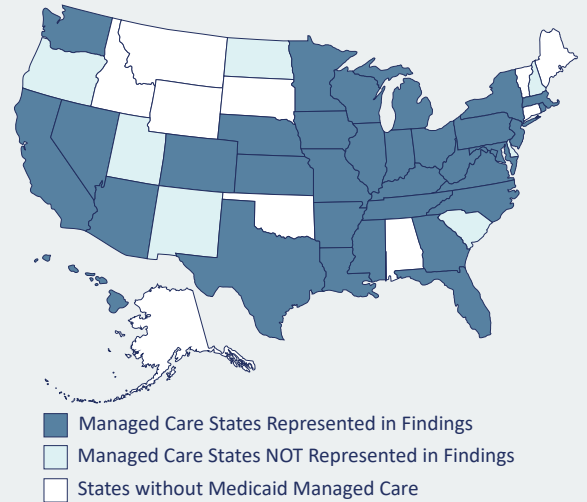 Managed Care States Represented in Findings
Managed Care States NOT Represented in Findings
States without Medicaid Managed Care